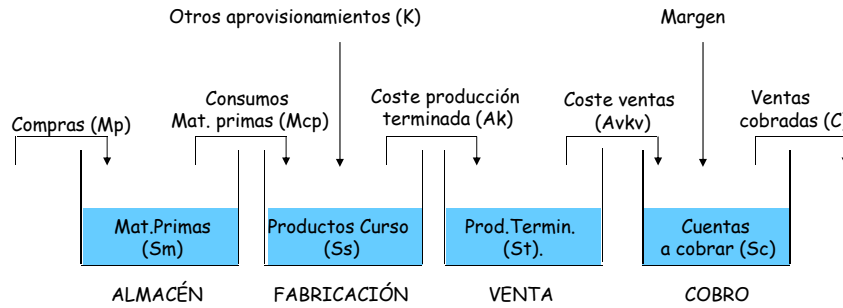 Otros aprovisionamientos (K)
Margen
Compras (Mp)
Consumos
Mat. primas (Mcp)
Coste producción
terminada (Ak)
Coste ventas
(Avkv)
Ventas
cobradas (C)
Mat.Primas
(Sm)
Productos Curso
(Ss)
Prod.Termin.
(St).
Cuentas
a cobrar (Sc)
ALMACÉN
FABRICACIÓN
VENTA
COBRO